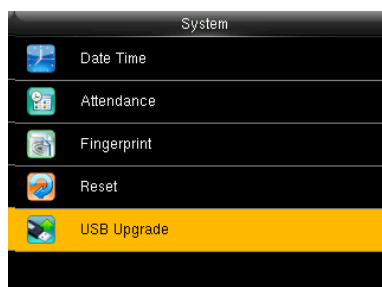 System
Date Time
Attendance
Fingerprint
Reset
USB Upgrade